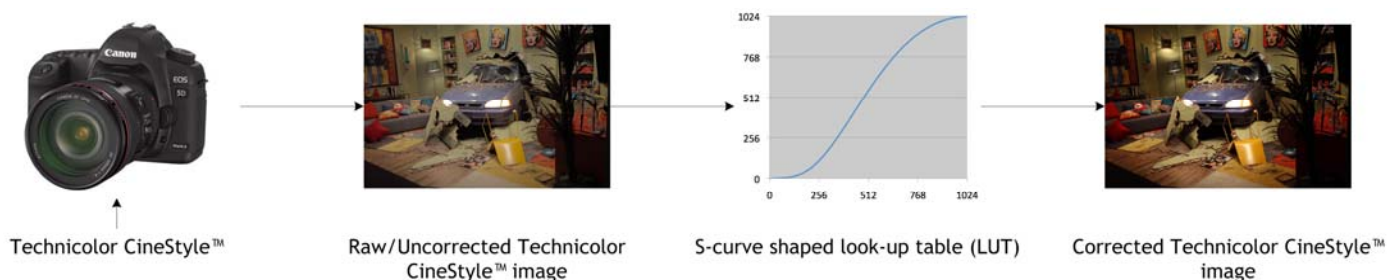 Canon
EOS
5D
1024
768
512
256
0
0 256 512 768 1024
Technicolor CineStyle™
Raw/Uncorrected Technicolor
CineStyle™ image
S-curve shaped look-up table (LUT)
Corrected Technicolor CineStyle™
image